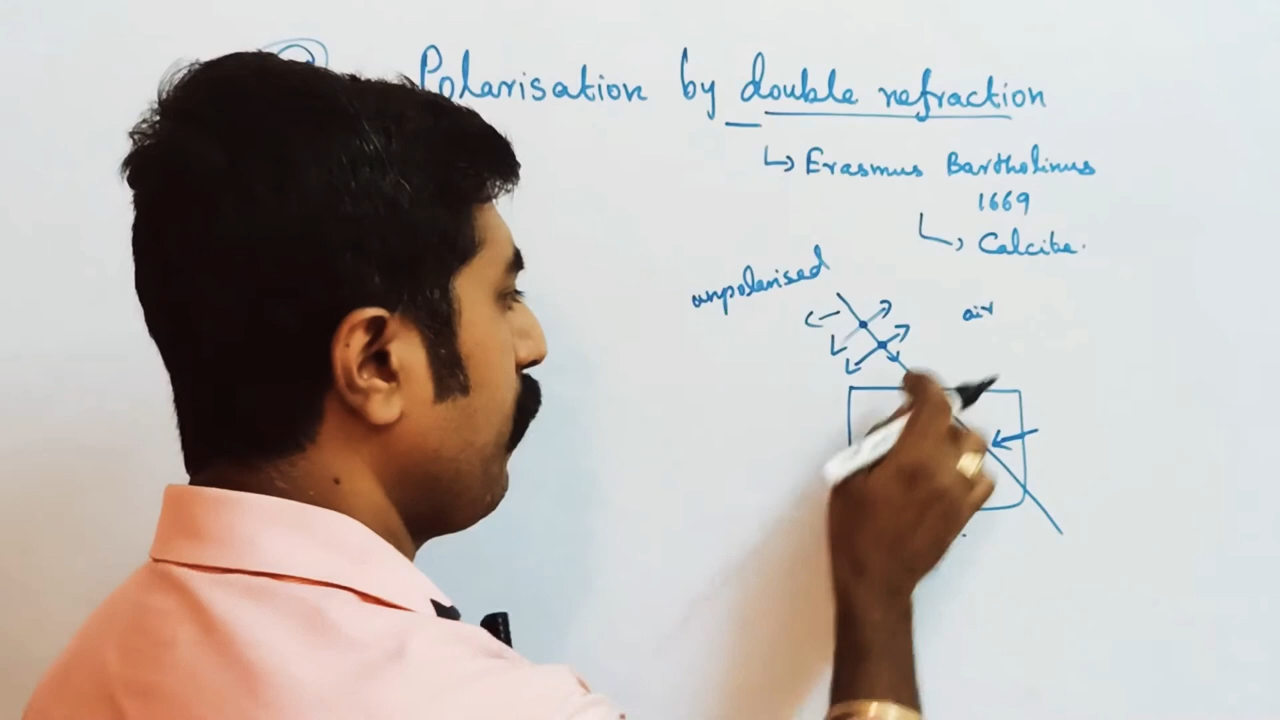 Polarisation by double refraction
↳ Erasmus Bartholinus
1669
↳ Calcite.
unpolarised
air